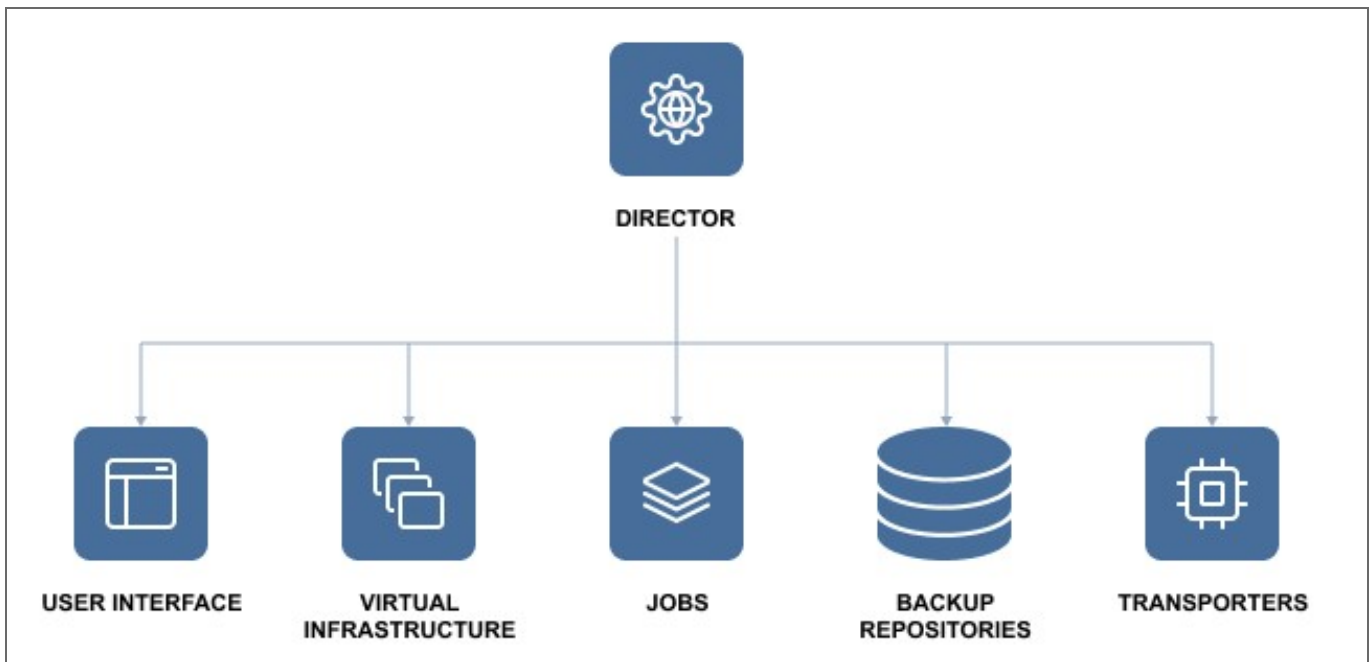 DIRECTOR
USER INTERFACE
VIRTUAL
INFRASTRUCTURE
JOBS
BACKUP
REPOSITORIES
TRANSPORTERS